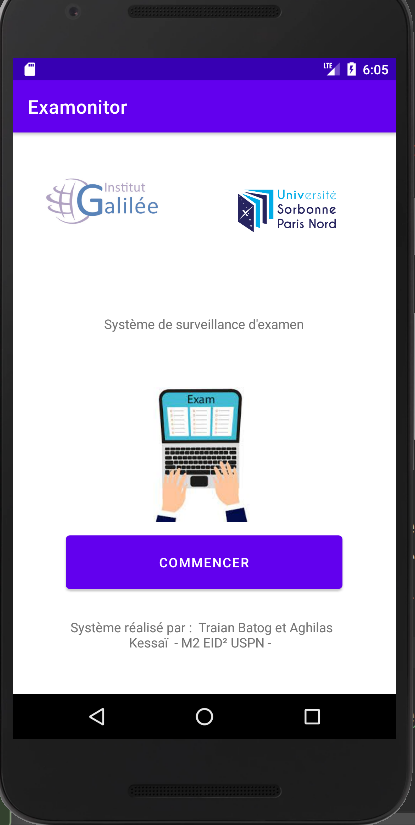 LTE 6:05
Examonitor
Institut
Galilée
Université
Sorbonne
Paris Nord
Système de surveillance d'examen
Exam
COMMENCER
Système réalisé par : Traian Batog et Aghilas
Kessaï - M2 EID² USPN -